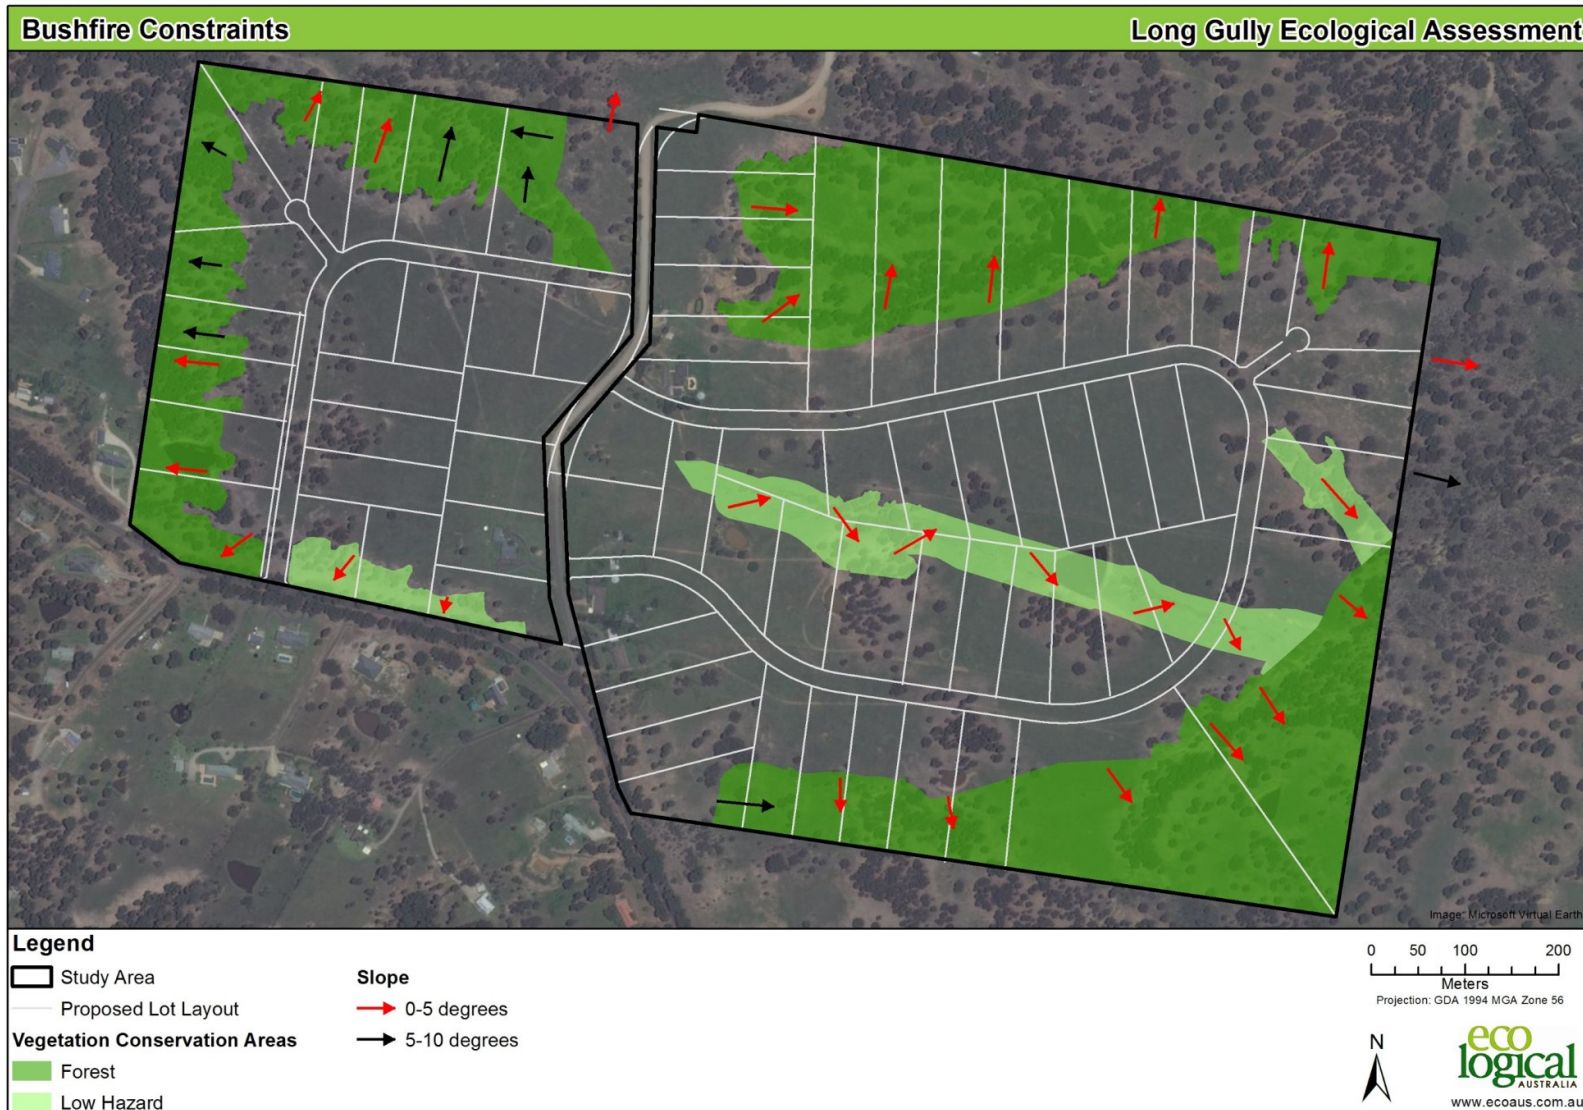 Bushfire Constraints
Long Gully Ecological Assessment
Image: Microsoft Virtual Earth
Legend
Study Area
Proposed Lot Layout
Vegetation Conservation Areas
Forest
Low Hazard
Slope
0-5 degrees
5-10 degrees
0 50 100 200
Meters
Projection: GDA 1994 MGA Zone 56
N
eco
logical
AUSTRALIA
www.ecoaus.com.au